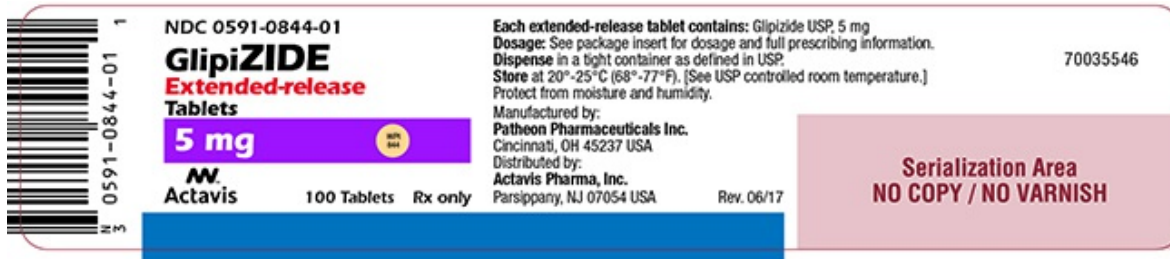 N3 0591-0844-01 1
NDC 0591-0844-01
GlipiZIDE
Extended-release
Tablets
5 mg
WPI
844
Actavis
100 Tablets Rx only
Each extended-release tablet contains: Glipizide USP, 5 mg
Dosage: See package insert for dosage and full prescribing information.
Dispense in a tight container as defined in USP.
Store at 20°-25°C (68°-77°F). [See USP controlled room temperature.]
Protect from moisture and humidity.
Manufactured by:
Patheon Pharmaceuticals Inc.
Cincinnati, OH 45237 USA
Distributed by:
Actavis Pharma, Inc.
Parsippany, NJ 07054 USA Rev. 06/17
70035546
Serialization Area
NO COPY / NO VARNISH